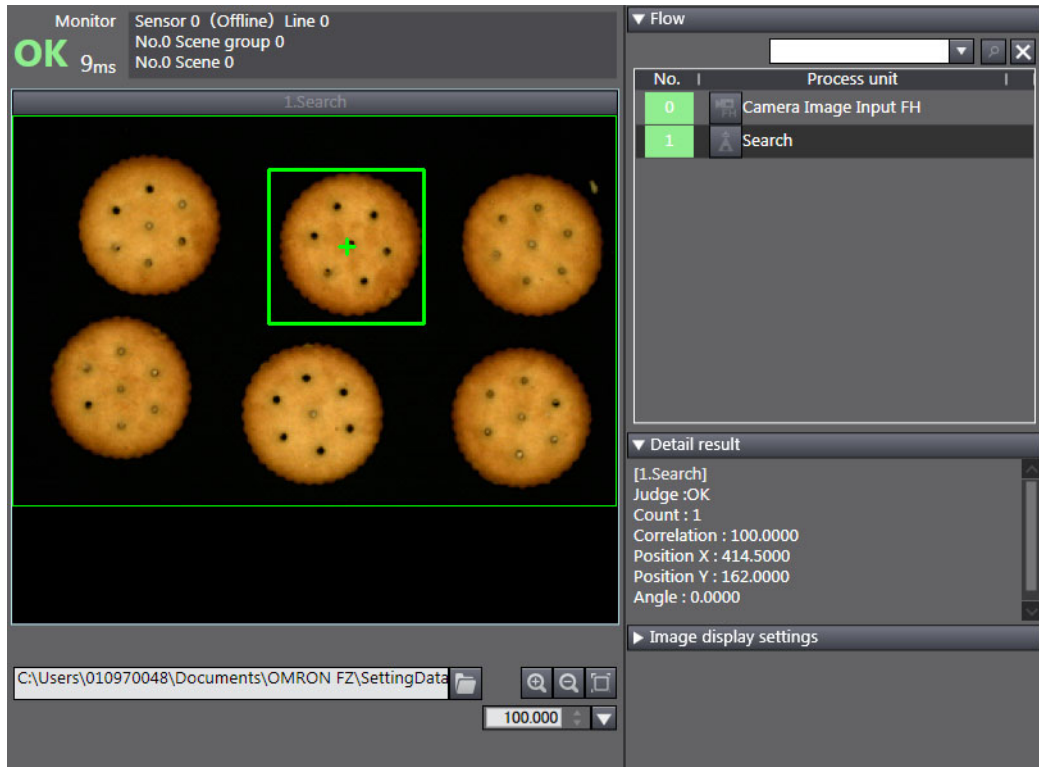 Monitor
OK 9ms
Sensor 0 (Offline) Line 0
No.0 Scene group 0
No.0 Scene 0
1.Search
C:\Users\010970048\Documents\OMRON FZ\SettingData
100.000
Flow
No. Process unit
0 Camera Image Input FH
1 Search
Detail result
[1.Search]
Judge :OK
Count : 1
Correlation : 100.0000
Position X : 414.5000
Position Y : 162.0000
Angle : 0.0000
Image display settings